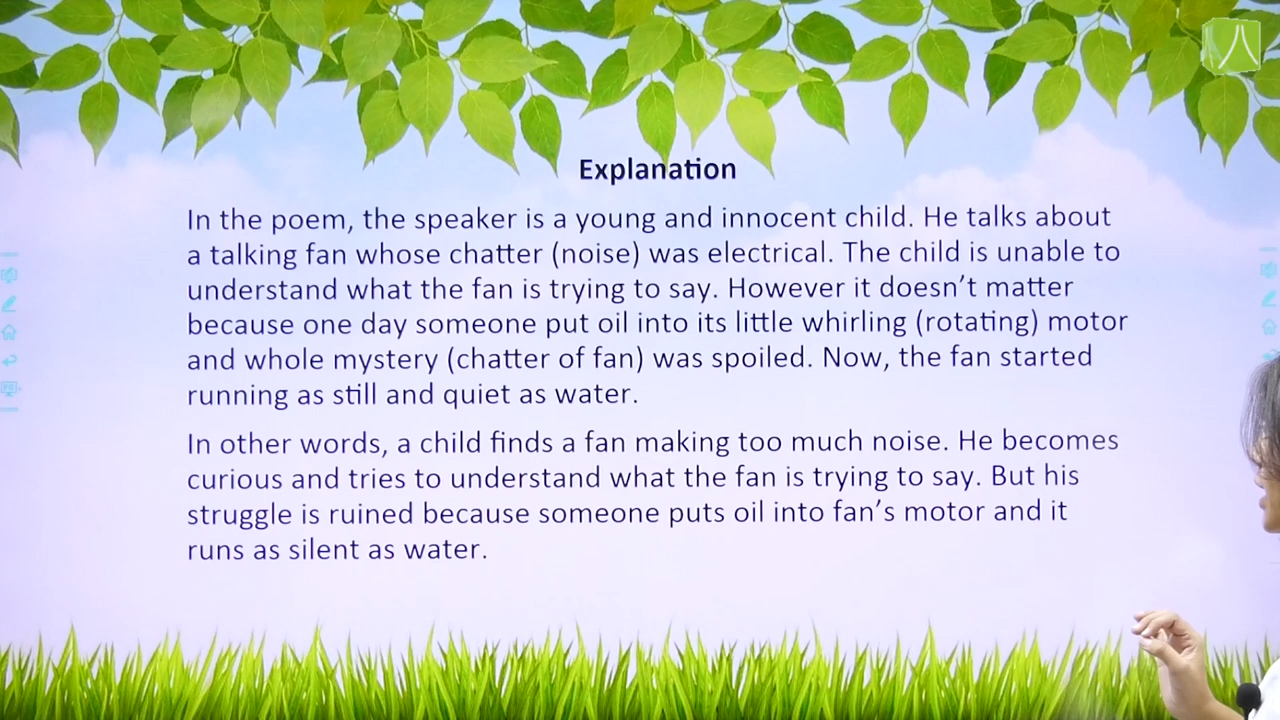 Explanation
In the poem, the speaker is a young and innocent child. He talks about
a talking fan whose chatter (noise) was electrical. The child is unable to
understand what the fan is trying to say. However it doesn’t matter
because one day someone put oil into its little whirling (rotating) motor
and whole mystery (chatter of fan) was spoiled. Now, the fan started
running as still and quiet as water.
In other words, a child finds a fan making too much noise. He becomes
curious and tries to understand what the fan is trying to say. But his
struggle is ruined because someone puts oil into fan’s motor and it
runs as silent as water.